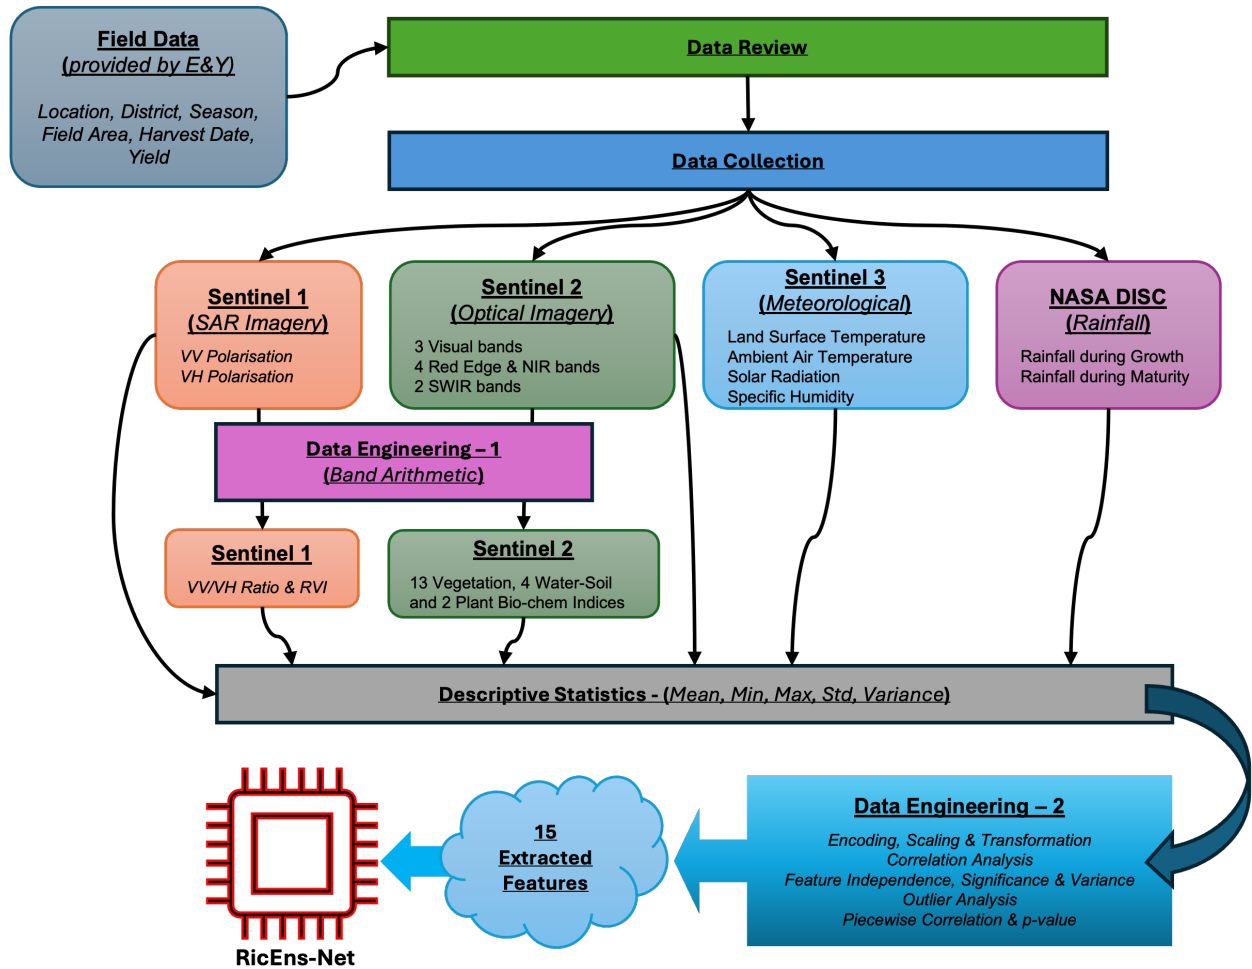 Field Data
(provided by E&Y)
Location, District, Season,
Field Area, Harvest Date,
Yield
Data Review
Data Collection
Sentinel 1
(SAR Imagery)
VV Polarisation
VH Polarisation
Sentinel 2
(Optical Imagery)
3 Visual bands
4 Red Edge & NIR bands
2 SWIR bands
Sentinel 3
(Meteorological)
Land Surface Temperature
Ambient Air Temperature
Solar Radiation
Specific Humidity
NASA DISC
(Rainfall)
Rainfall during Growth
Rainfall during Maturity
Data Engineering – 1
(Band Arithmetic)
Sentinel 1
VV/VH Ratio & RVI
Sentinel 2
13 Vegetation, 4 Water-Soil
and 2 Plant Bio-chem Indices
Descriptive Statistics - (Mean, Min, Max, Std, Variance)
Data Engineering – 2
Encoding, Scaling & Transformation
Correlation Analysis
Feature Independence, Significance & Variance
Outlier Analysis
Piecewise Correlation & p-value
15
Extracted
Features
RicEns-Net